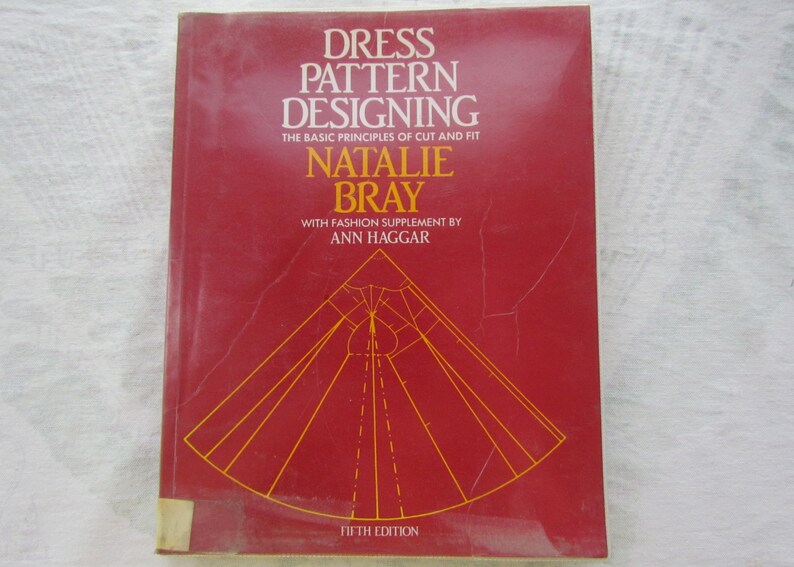 DRESS
PATTERN
DESIGNING
THE BASIC PRINCIPLES OF CUT AND FIT
NATALIE
BRAY
WITH FASHION SUPPLEMENT BY
ANN HAGGAR
FIFTH EDITION